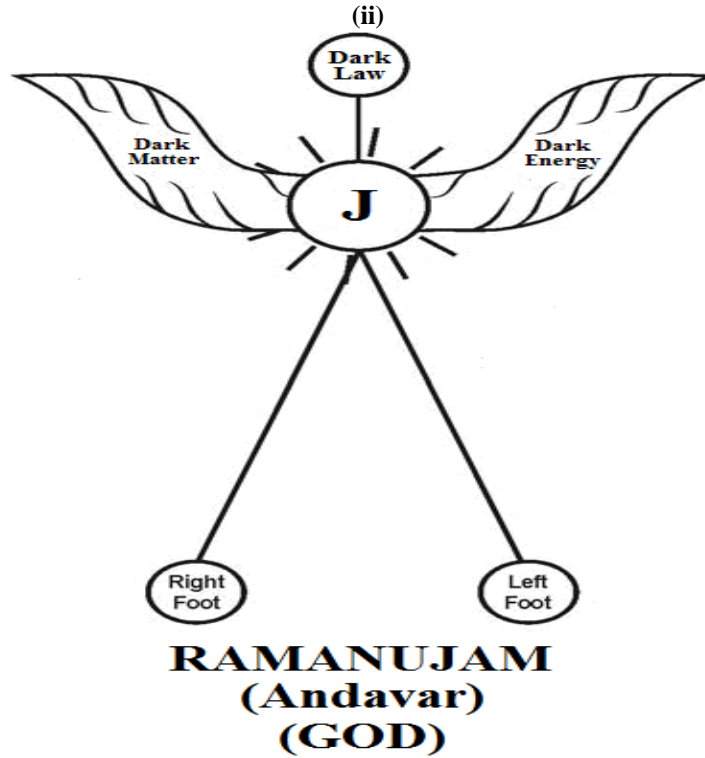 (ii)
Dark
Law
Dark
Matter
Dark
Energy
J
Right
Foot
Left
Foot
RAMANUJAM
(Andavar)
(GOD)